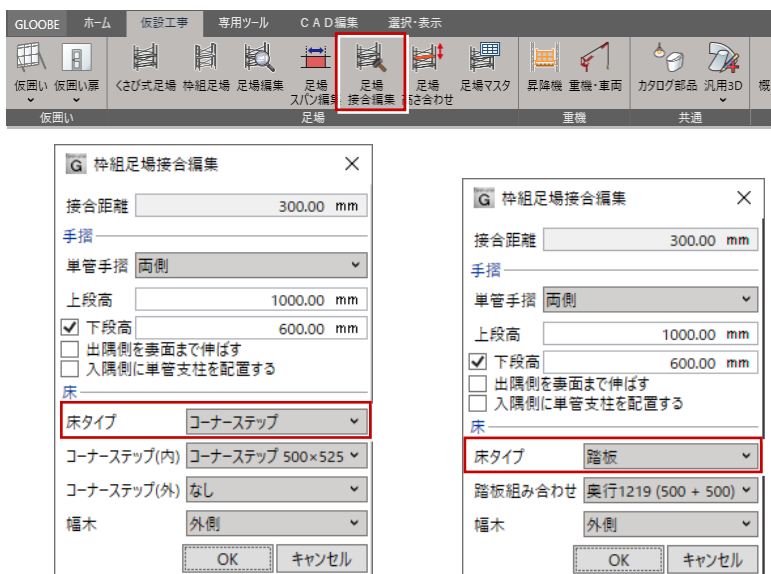 GLOOBE ホーム 仮設工事 専用ツール ＣＡＤ編集 選択・表示
仮囲い 仮囲い扉 くさび式足場 枠組足場 足場編集 足場 足場 足場 足場マスタ 昇降機 重機・車両 カタログ部品 汎用3D 概
スパン編集 接合編集 高さ合わせ
仮囲い 足場 重機 共通
G 枠組足場接合編集
接合距離 300.00 mm
手摺
単管手摺 両側
上段高 1000.00 mm
下段高 600.00 mm
出隅側を妻面まで伸ばす
入隅側に単管支柱を配置する
床
床タイプ コーナーステップ
コーナーステップ(内) コーナーステップ 500×525
コーナーステップ(外) なし
幅木 外側
OK キャンセル
G 枠組足場接合編集
接合距離 300.00 mm
手摺
単管手摺 両側
上段高 1000.00 mm
下段高 600.00 mm
出隅側を妻面まで伸ばす
入隅側に単管支柱を配置する
床
床タイプ 踏板
踏板組み合わせ 奥行1219 (500 + 500)
幅木 外側
OK キャンセル